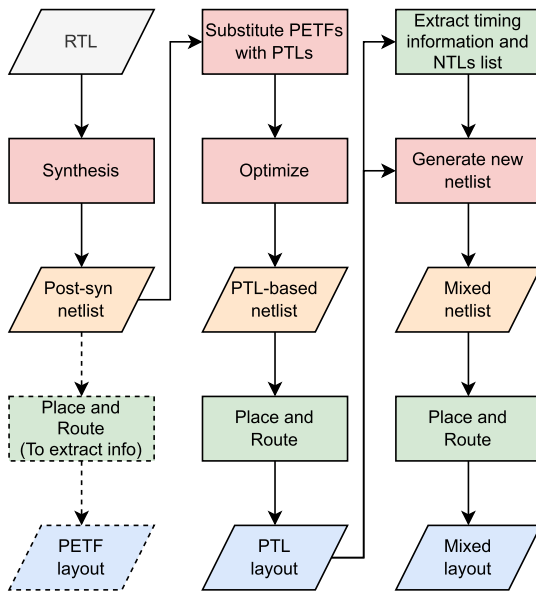 RTL
Synthesis
Post-syn
netlist
Place and
Route
(To extract info)
PETF
layout
Substitute PETFs
with PTLs
Optimize
PTL-based
netlist
Place and
Route
PTL
layout
Extract timing
information and
NTLs list
Generate new
netlist
Mixed
netlist
Place and
Route
Mixed
layout